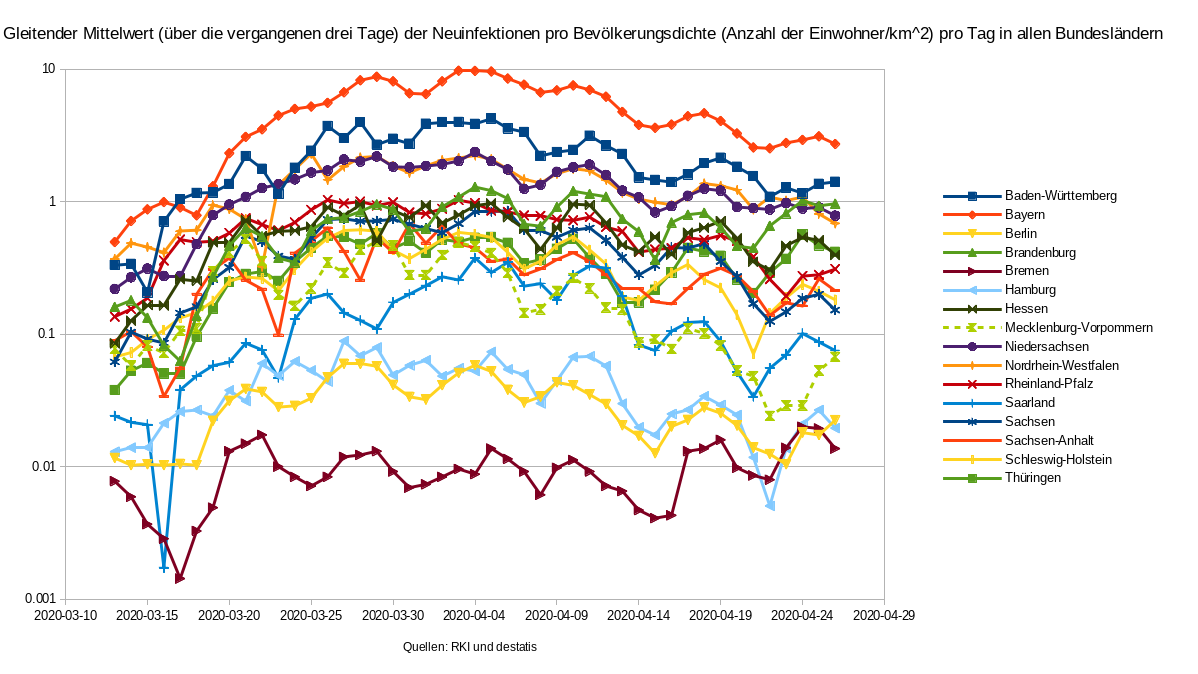 Gleitender Mittelwert (über die vergangenen drei Tage) der Neuinfektionen pro Bevölkerungsdichte (Anzahl der Einwohner/km^2) pro Tag in allen Bundesländern
10
1
0.1
0.01
0.001
2020-03-10 2020-03-15 2020-03-20 2020-03-25 2020-03-30 2020-04-04 2020-04-09 2020-04-14 2020-04-19 2020-04-24 2020-04-29
Quellen: RKI und destatis
Baden-Württemberg
Bayern
Berlin
Brandenburg
Bremen
Hamburg
Hessen
Mecklenburg-Vorpommern
Niedersachsen
Nordrhein-Westfalen
Rheinland-Pfalz
Saarland
Sachsen
Sachsen-Anhalt
Schleswig-Holstein
Thüringen